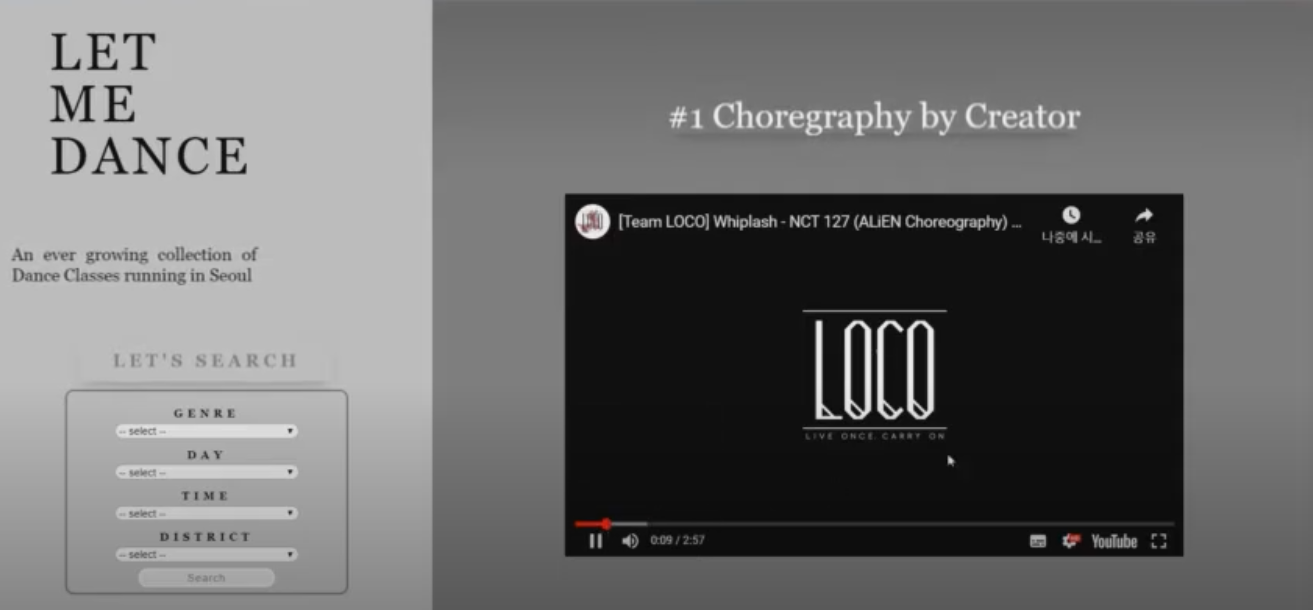 LET
ME
DANCE
An ever growing collection of
Dance Classes running in Seoul
LET'S SEARCH
GENRE
-- select --
DAY
-- select --
TIME
-- select --
DISTRICT
-- select --
Search
#1 Choregraphy by Creator
LOCO
[Team LOCO] Whiplash - NCT 127 (ALiEN Choreography) ...
나중에 시...
공유
LOCO
LIVE ONCE. CARRY ON
0:09 / 2:57
YouTube